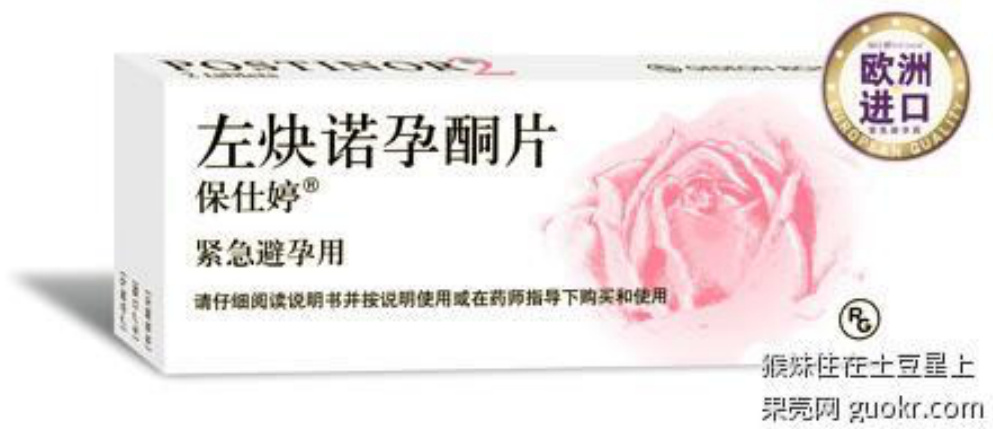 POSTINOR®2
2 tablets
左炔诺孕酮片
保仕婷®
紧急避孕用
请仔细阅读说明书并按说明使用或在药师指导下购买和使用
欧洲
进口
EUROPEAN QUALITY
RG
猴妹住在土豆星上
果壳网 guokr.com